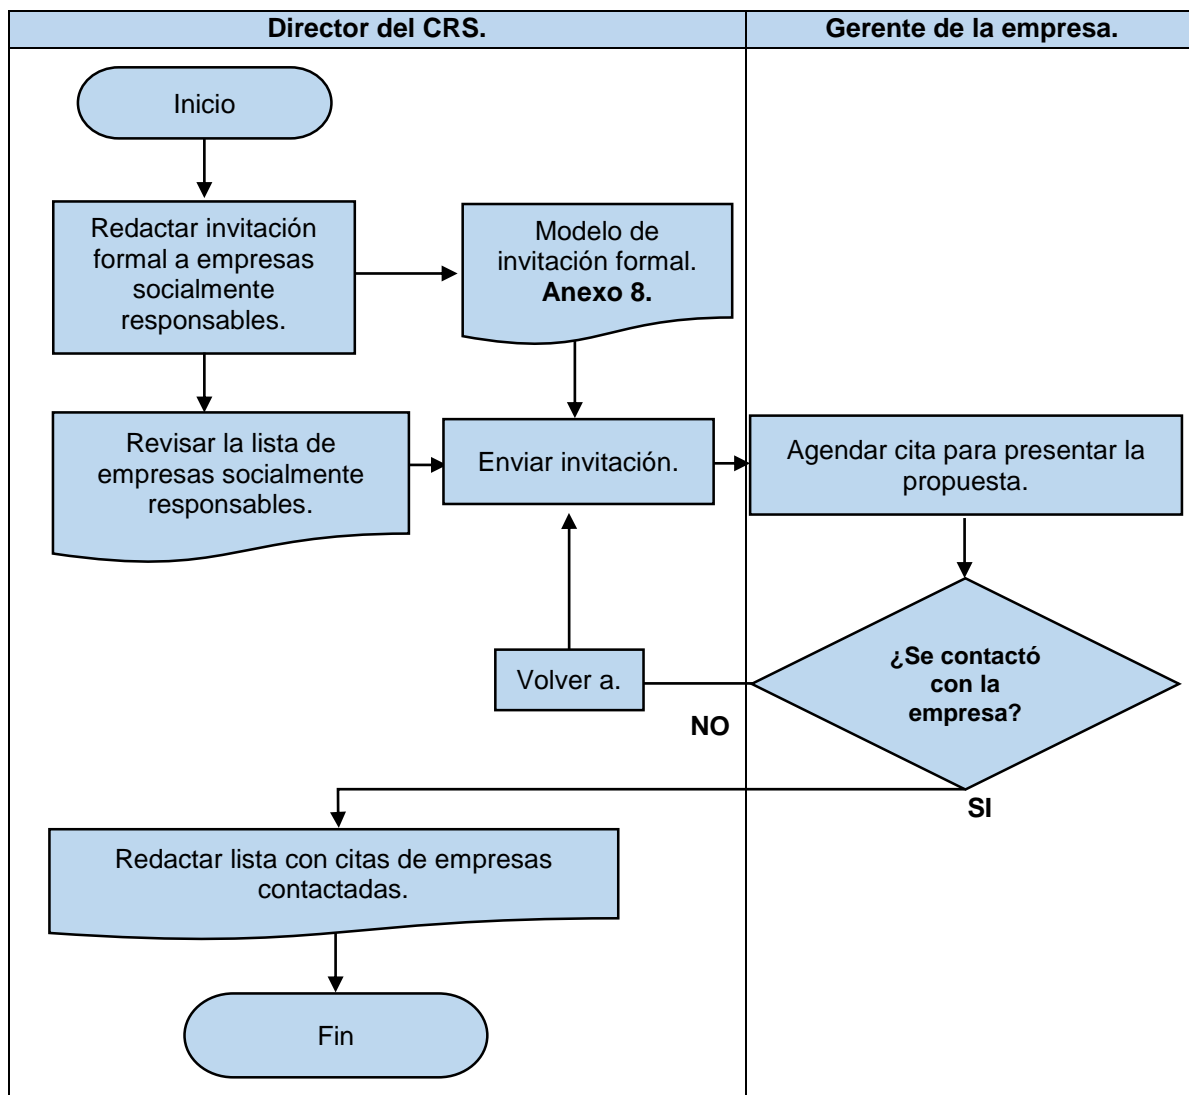 Director del CRS.
Gerente de la empresa.
Inicio
Redactar invitación
formal a empresas
socialmente
responsables.
Modelo de
invitación formal.
Anexo 8.
Revisar la lista de
empresas socialmente
responsables.
Enviar invitación.
Agendar cita para presentar la
propuesta.
¿Se contactó
con la
empresa?
Volver a.
NO
SI
Redactar lista con citas de empresas
contactadas.
Fin